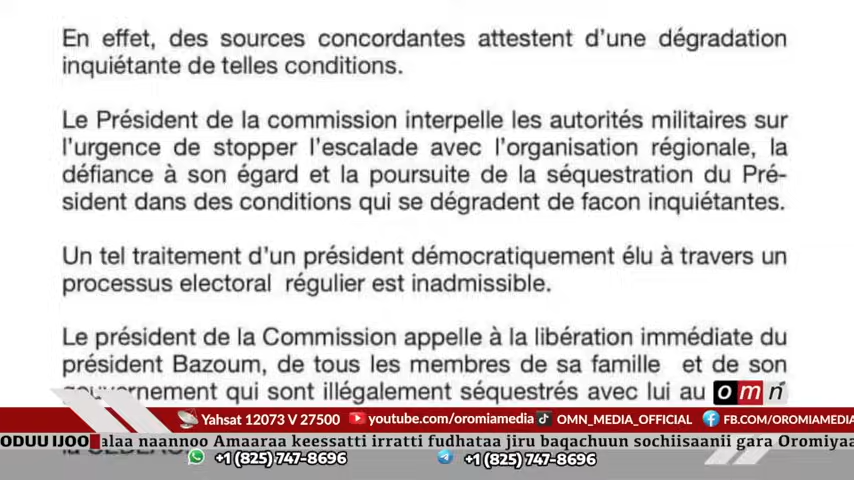 En effet, des sources concordantes attestent d'une dégradation
inquiétante de telles conditions.
Le Président de la commission interpelle les autorités militaires sur
l'urgence de stopper l'escalade avec l'organisation régionale, la
défiance à son égard et la poursuite de la séquestration du Pré-
sident dans des conditions qui se dégradent de facon inquiétantes.
Un tel traitement d'un président démocratiquement élu à travers un
processus electoral régulier est inadmissible.
Le président de la Commission appelle à la libération immédiate du
président Bazoum, de tous les membres de sa famille et de son
gouvernement qui sont illégalement séquestrés avec lui au
omn
Yahsat 12073 V 27500 youtube.com/oromiamedia OMN_MEDIA_OFFICIAL FB.COM/OROMIAMEDIA
ODUU IJOO alaa naannoo Amaaraa keessatti irratti fudhataa jiru baqachuun sochiisaanii gara Oromiyaa
+1 (825) 747-8696 +1 (825) 747-8696